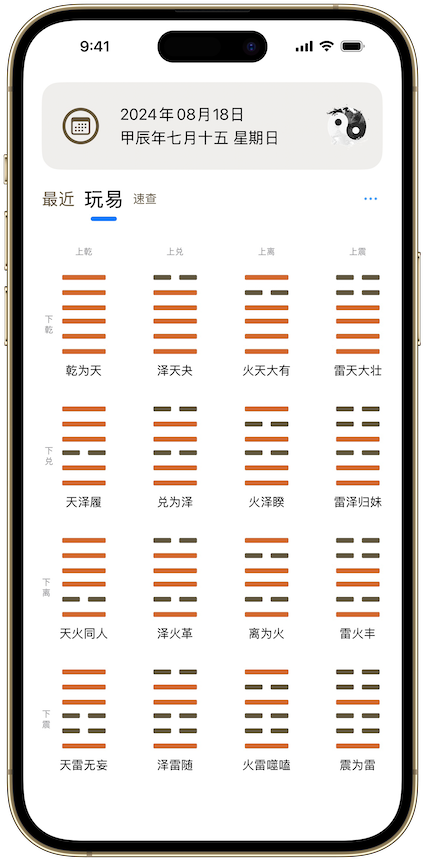 9:41
2024年08月18日
甲辰年七月十五 星期日
最近 玩易 速查
上乾 上兑 上离 上震
下乾
乾为天 泽天夬 火天大有 雷天大壮
下兑
天泽履 兑为泽 火泽睽 雷泽归妹
下离
天火同人 泽火革 离为火 雷火丰
下震
天雷无妄 泽雷随 火雷噬嗑 震为雷